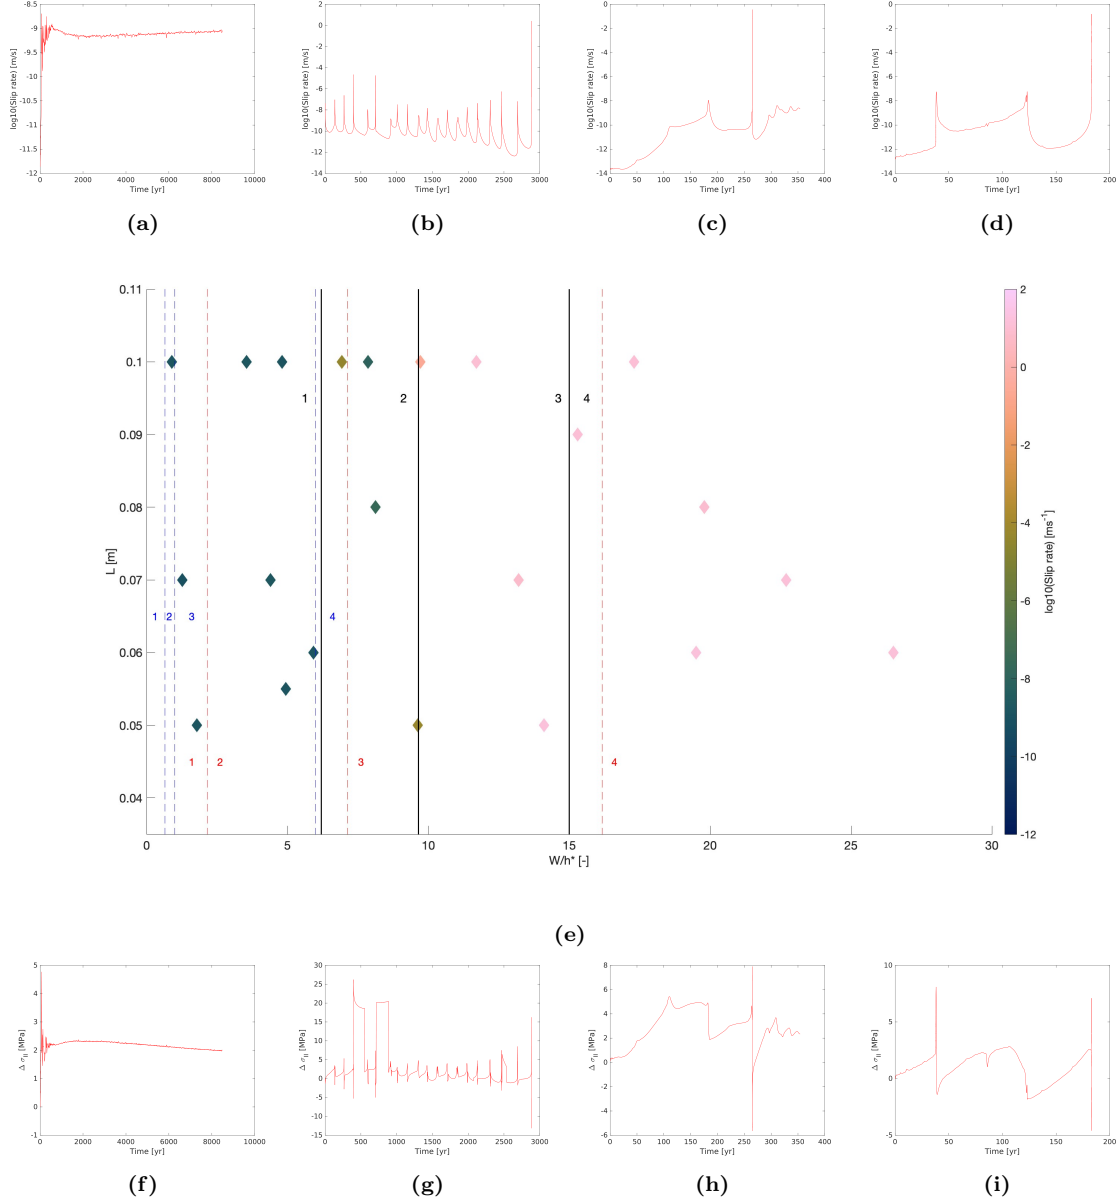 -8.5
-9
-9.5
-10
-10.5
-11
-11.5
-12
log10(Slip rate) [m/s]
0 2000 4000 6000 8000 10000
Time [yr]
(a)
2
0
-2
-4
-6
-8
-10
-12
-14
log10(Slip rate) [m/s]
0 500 1000 1500 2000 2500 3000
Time [yr]
(b)
0
-2
-4
-6
-8
-10
-12
-14
log10(Slip rate) [m/s]
0 50 100 150 200 250 300 350 400
Time [yr]
(c)
0
-2
-4
-6
-8
-10
-12
-14
log10(Slip rate) [m/s]
0 50 100 150 200
Time [yr]
(d)
0.11
0.1
0.09
0.08
0.07
0.06
0.05
0.04
L [m]
1 2 3 4
1 2 3 4
1 2 3 4
0 5 10 15 20 25 30
W/h* [-]
2
0
-2
-4
-6
-8
-10
-12
log10(Slip rate) [ms⁻¹]
(e)
5
4
3
2
1
0
-1
Δ σ_II [MPa]
0 2000 4000 6000 8000 10000
Time [yr]
(f)
30
25
20
15
10
5
0
-5
-10
-15
Δ σ_II [MPa]
0 500 1000 1500 2000 2500 3000
Time [yr]
(g)
8
6
4
2
0
-2
-4
-6
Δ σ_II [MPa]
0 50 100 150 200 250 300 350 400
Time [yr]
(h)
10
5
0
-5
Δ σ_II [MPa]
0 50 100 150 200
Time [yr]
(i)